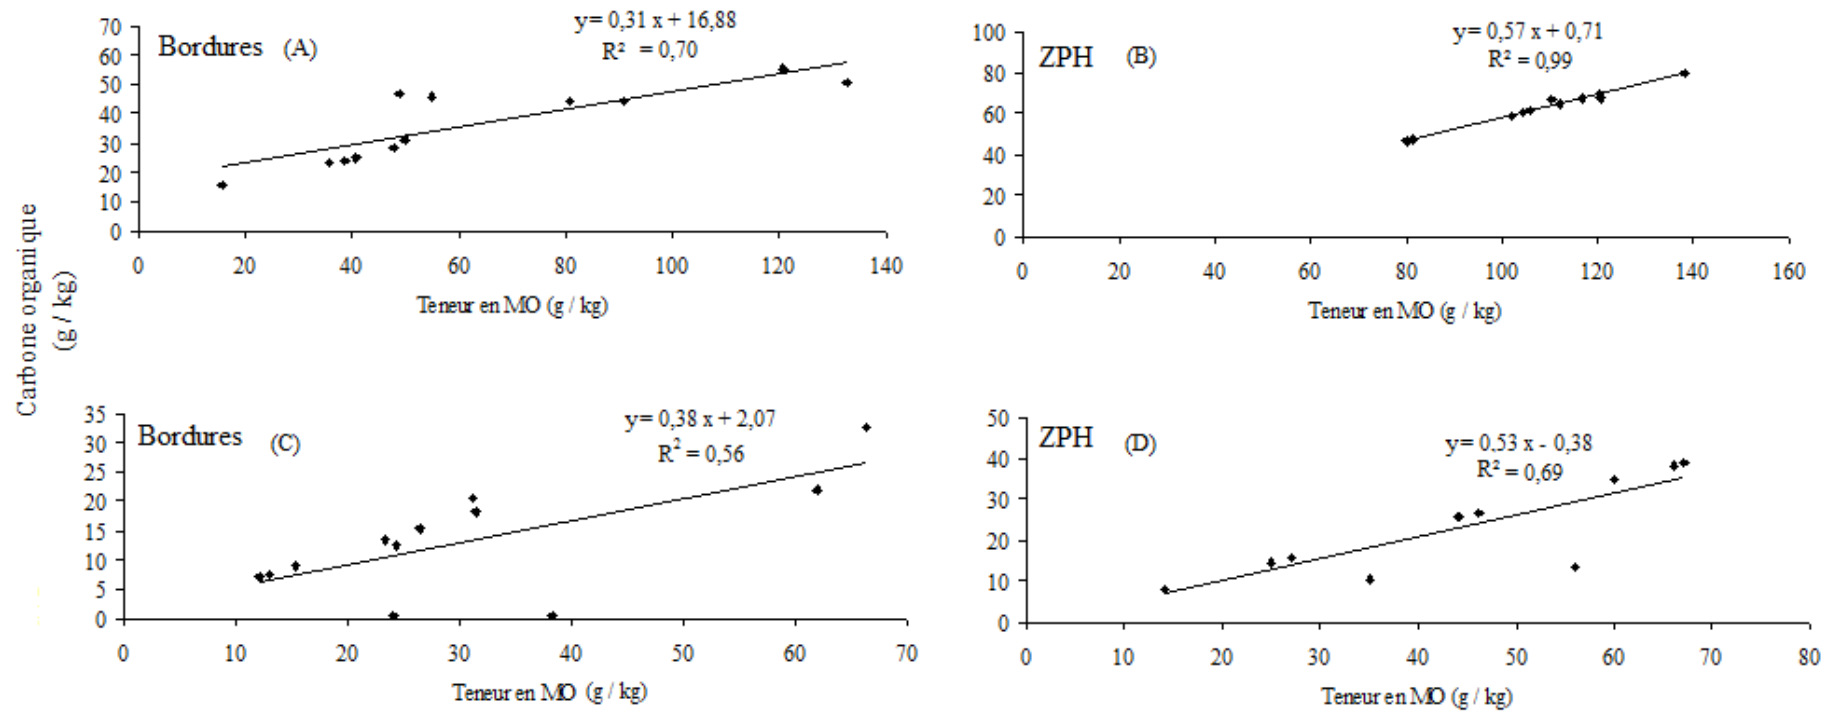 Carbone organique
(g / kg)
Bordures (A)
y= 0,31 x + 16,88
R² = 0,70
70
60
50
40
30
20
10
0
0 20 40 60 80 100 120 140
Teneur en MO (g / kg)
ZPH (B)
y= 0,57 x + 0,71
R² = 0,99
100
80
60
40
20
0
0 20 40 60 80 100 120 140 160
Teneur en MO (g / kg)
Bordures (C)
y= 0,38 x + 2,07
R² = 0,56
35
30
25
20
15
10
5
0
0 10 20 30 40 50 60 70
Teneur en MO (g / kg)
ZPH (D)
y= 0,53 x - 0,38
R² = 0,69
50
40
30
20
10
0
0 10 20 30 40 50 60 70 80
Teneur en MO (g / kg)